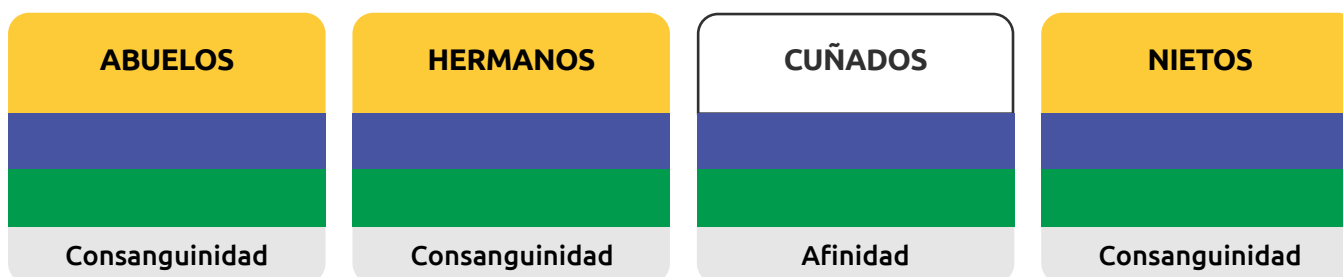 ABUELOS
Consanguinidad
HERMANOS
Consanguinidad
CUÑADOS
Afinidad
NIETOS
Consanguinidad